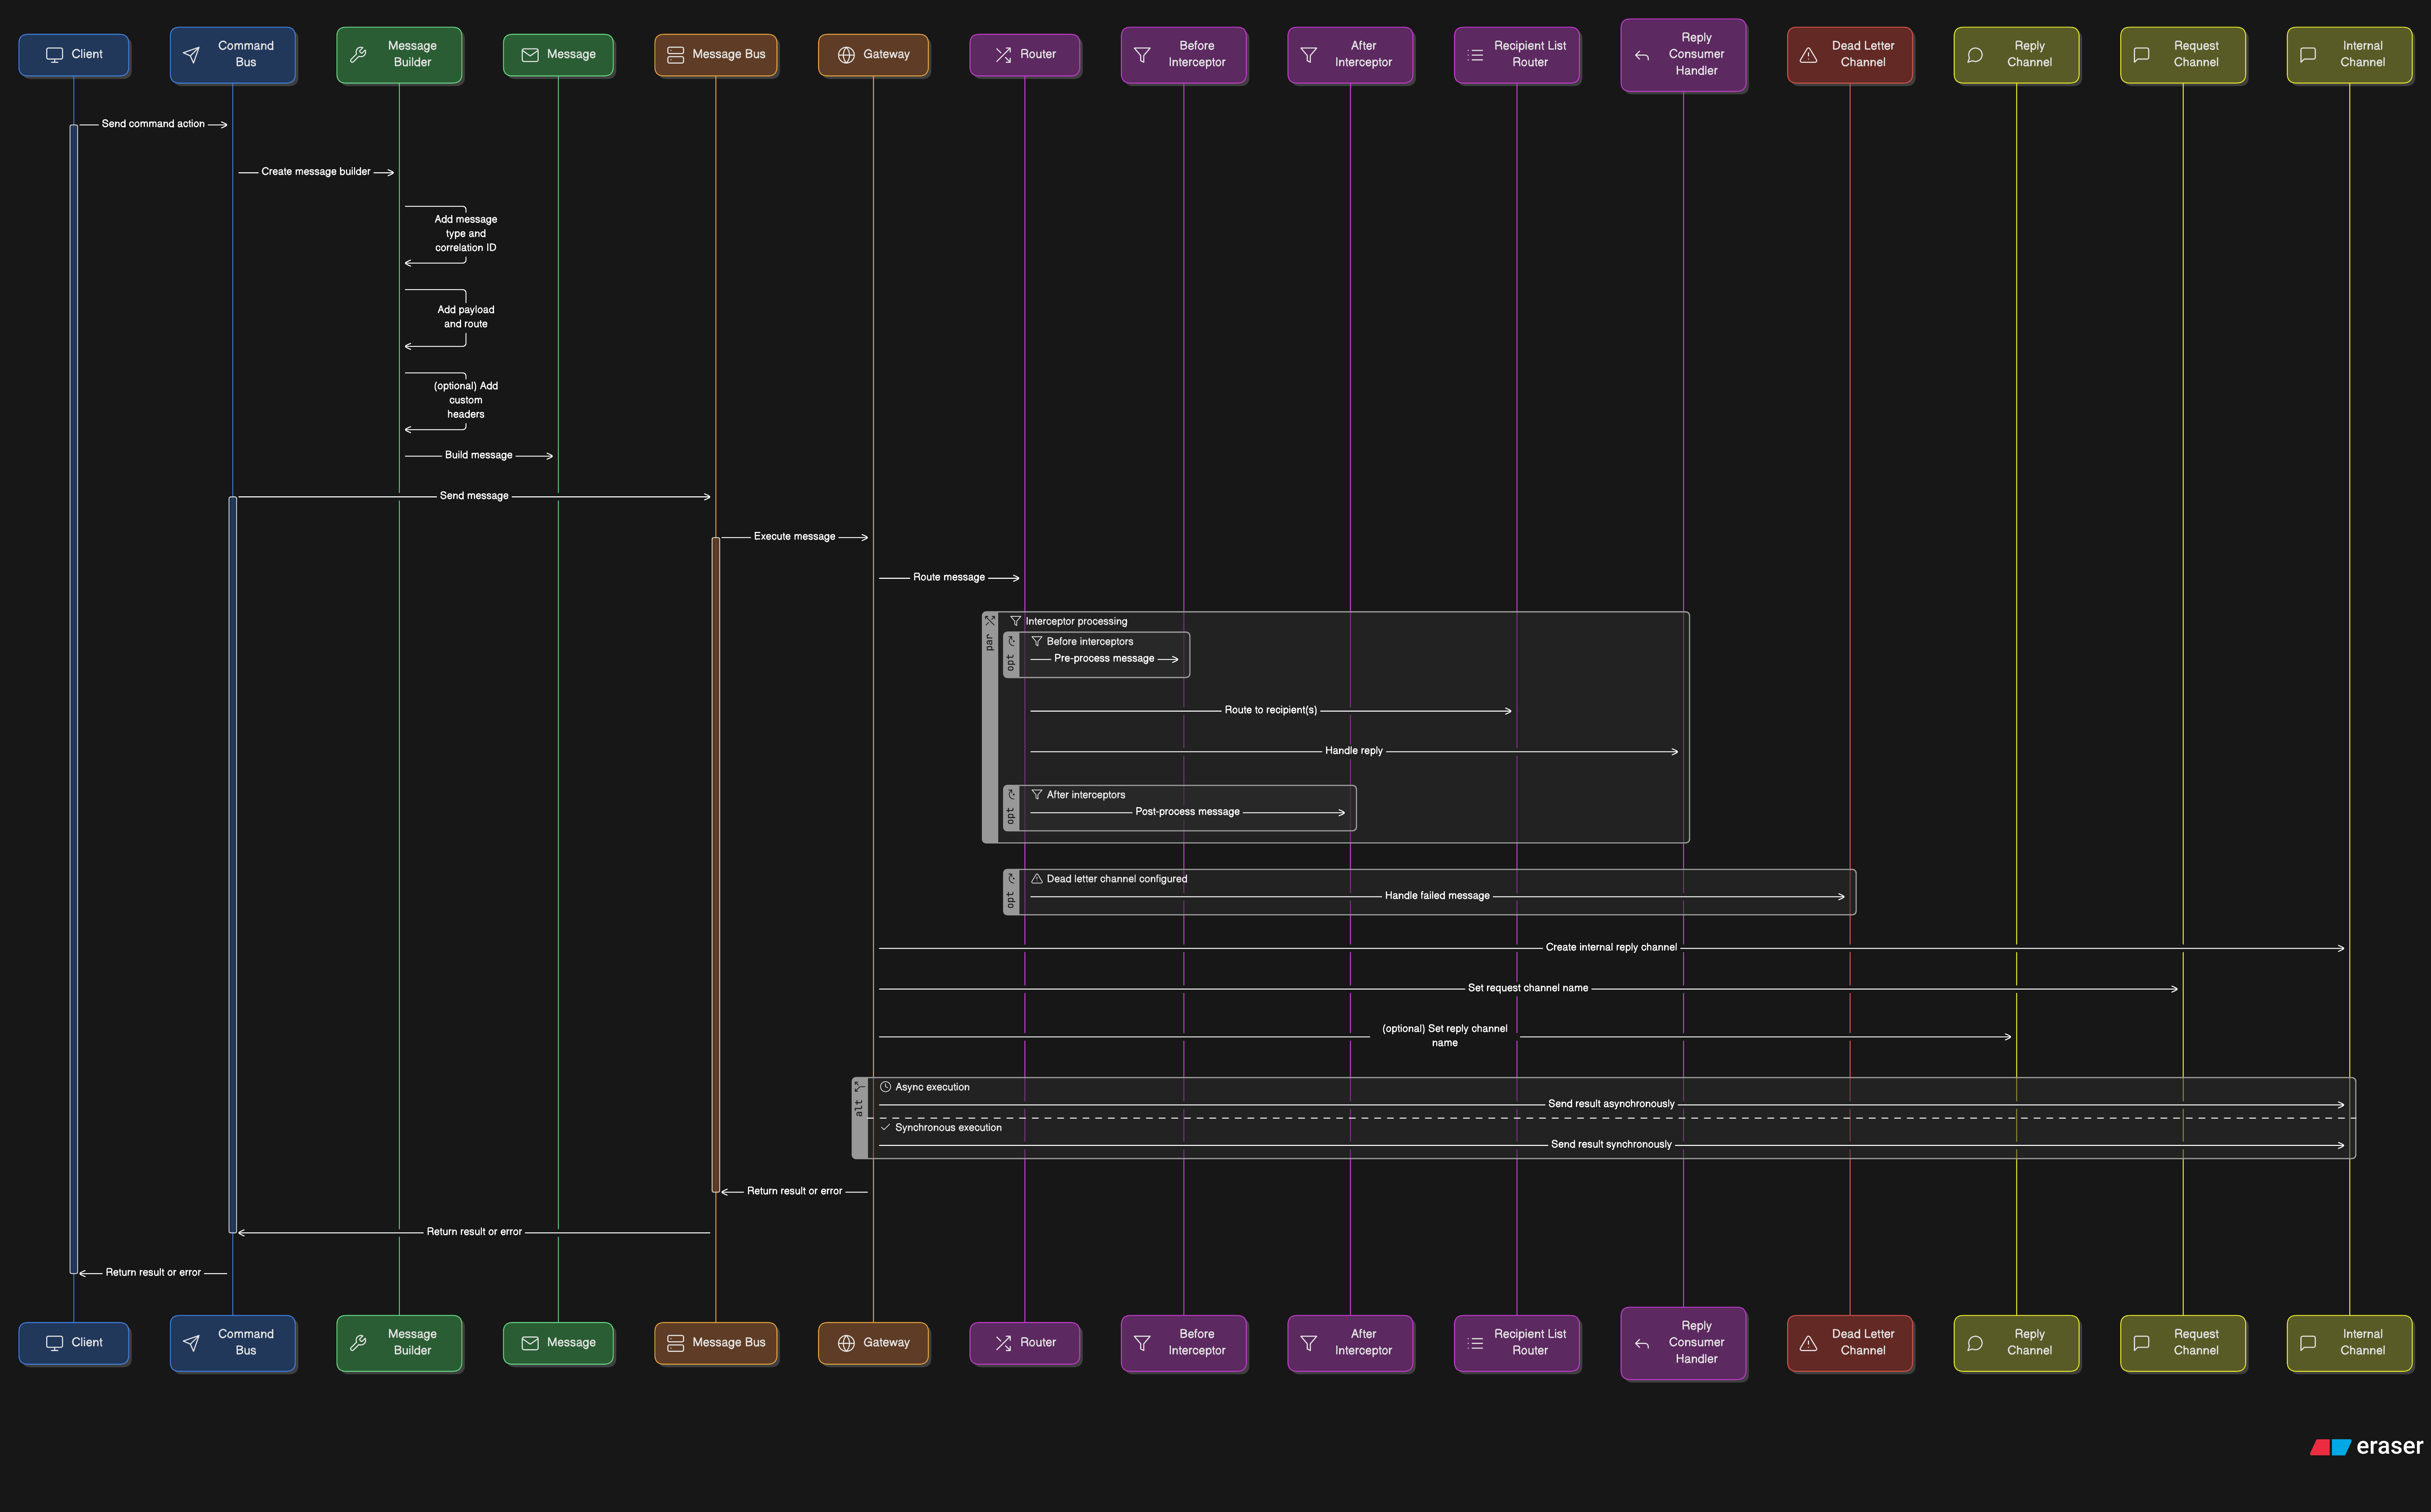 Client
Command
Bus
Message
Builder
Message
Message Bus
Gateway
Router
Before
Interceptor
After
Interceptor
Recipient List
Router
Reply
Consumer
Handler
Dead Letter
Channel
Reply
Channel
Request
Channel
Internal
Channel
Send command action
Create message builder
Add message
type and
correlation ID
Add payload
and route
(optional) Add
custom
headers
Build message
Send message
Execute message
Route message
par
Interceptor processing
opt
Before interceptors
Pre-process message
Route to recipient(s)
Handle reply
opt
After interceptors
Post-process message
opt
Dead letter channel configured
Handle failed message
Create internal reply channel
Set request channel name
(optional) Set reply channel
name
alt
Async execution
Send result asynchronously
Synchronous execution
Send result synchronously
Return result or error
Return result or error
Return result or error
Client
Command
Bus
Message
Builder
Message
Message Bus
Gateway
Router
Before
Interceptor
After
Interceptor
Recipient List
Router
Reply
Consumer
Handler
Dead Letter
Channel
Reply
Channel
Request
Channel
Internal
Channel
eraser